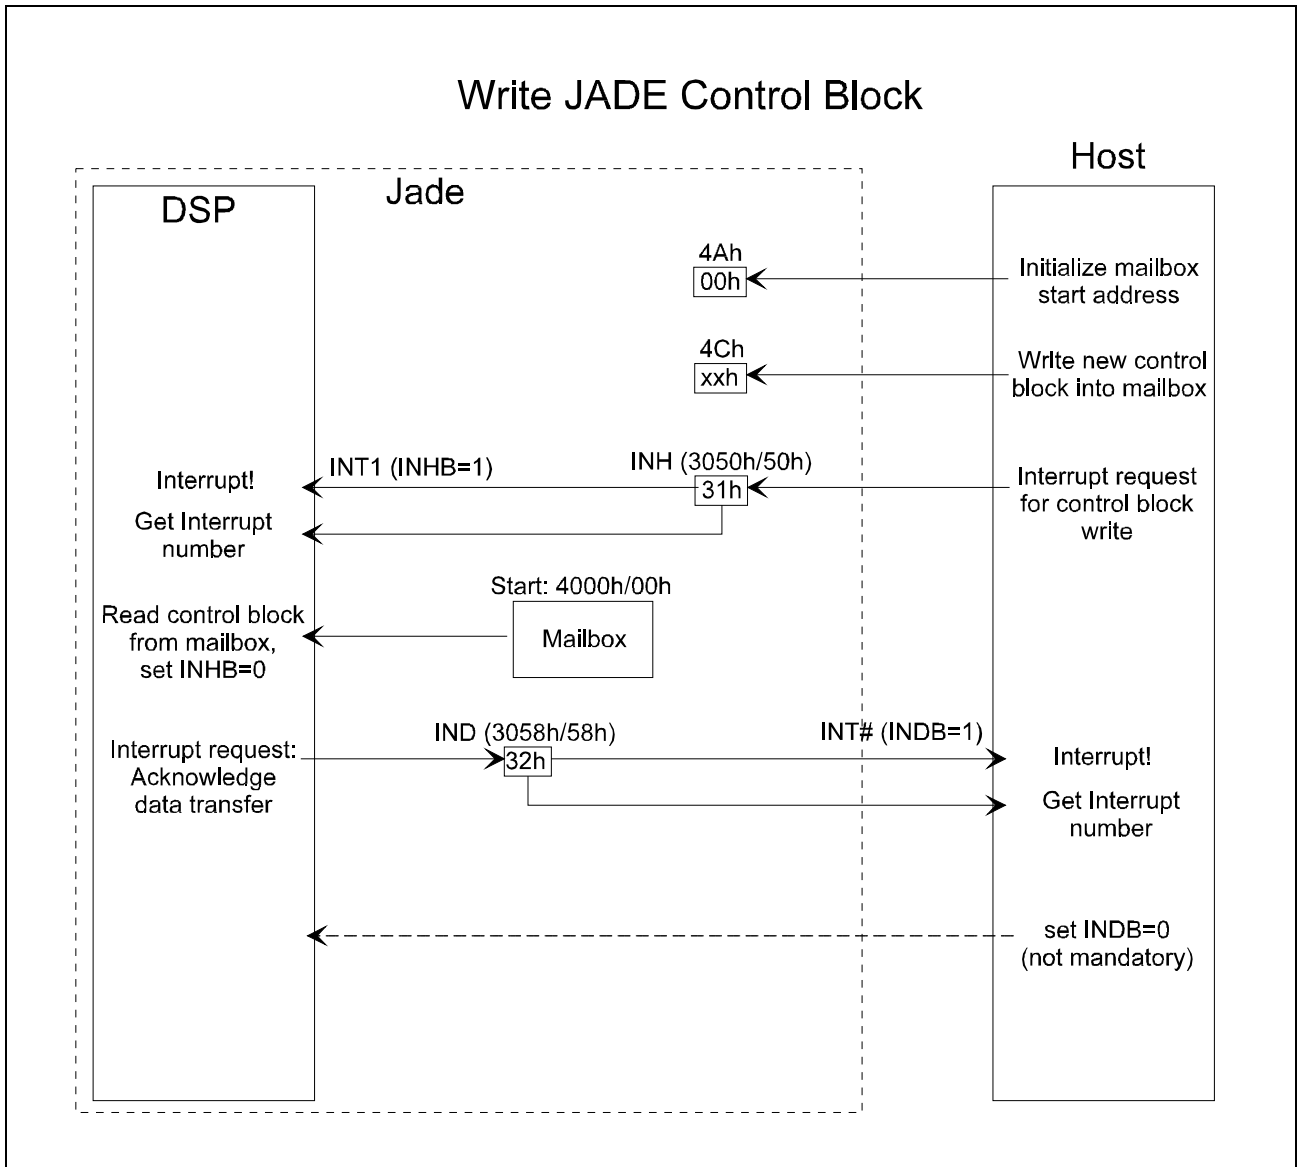 Write JADE Control Block
Host
Jade
DSP
4Ah
00h
Initialize mailbox
start address
4Ch
xxh
Write new control
block into mailbox
Interrupt!
INT1 (INHB=1)
INH (3050h/50h)
31h
Interrupt request
for control block
write
Get Interrupt
number
Start: 4000h/00h
Mailbox
Read control block
from mailbox,
set INHB=0
IND (3058h/58h)
32h
INT# (INDB=1)
Interrupt request:
Acknowledge
data transfer
Interrupt!
Get Interrupt
number
set INDB=0
(not mandatory)